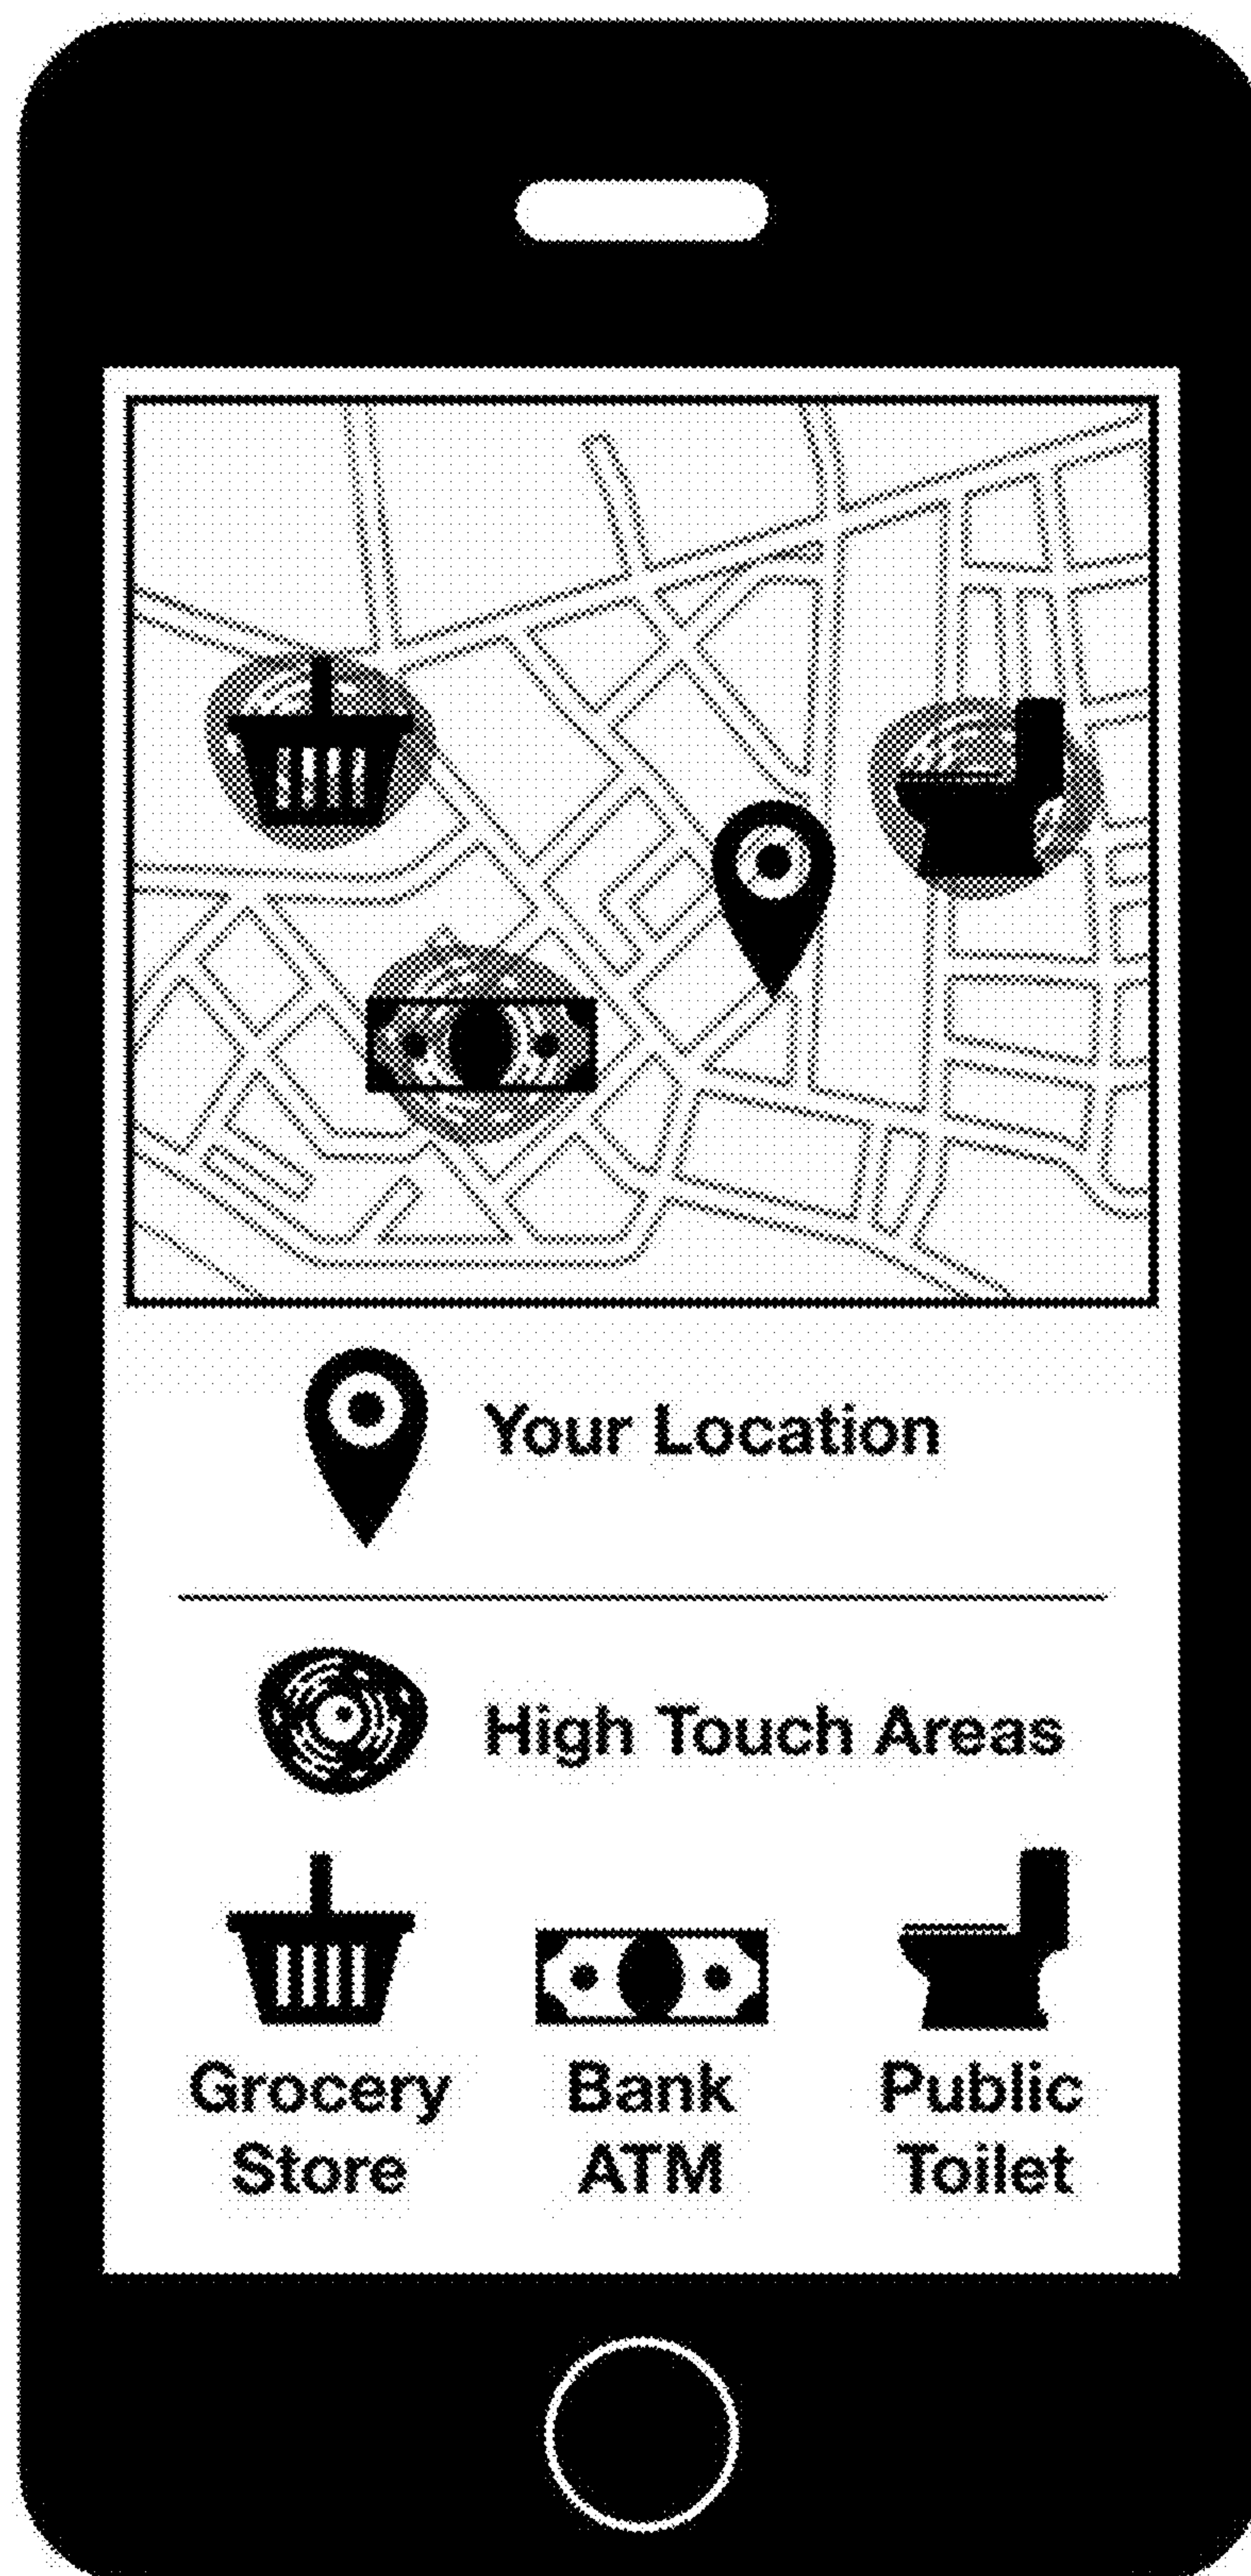 Your Location
High Touch Areas
Grocery Store
Bank ATM
Public Toilet